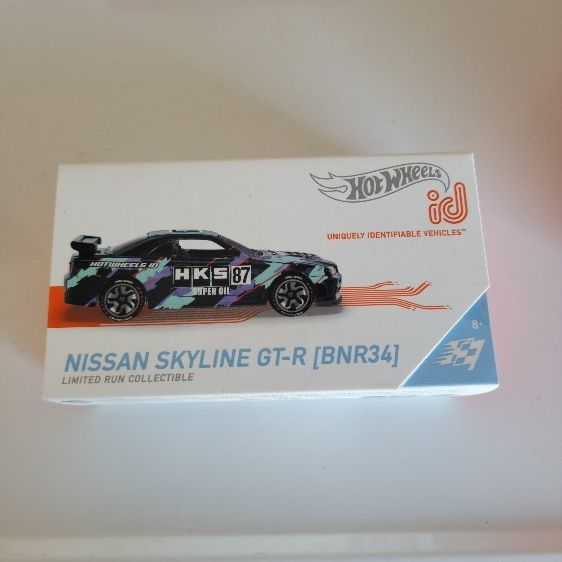 HOT WHEELS
id
UNIQUELY IDENTIFIABLE VEHICLES™
HOTWHEELS ID
HKS 87
SUPER OIL
8+
NISSAN SKYLINE GT-R [BNR34]
LIMITED RUN COLLECTIBLE